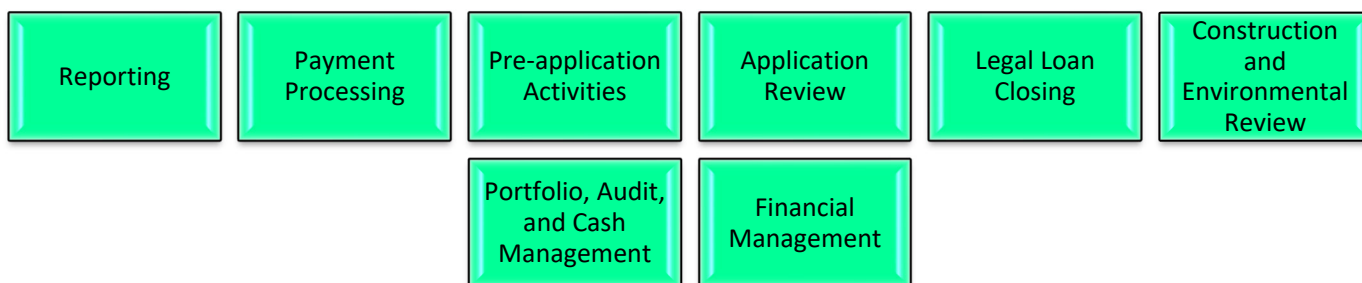 Reporting
Payment
Processing
Pre-application
Activities
Application
Review
Legal Loan
Closing
Construction
and
Environmental
Review
Portfolio, Audit,
and Cash
Management
Financial
Management